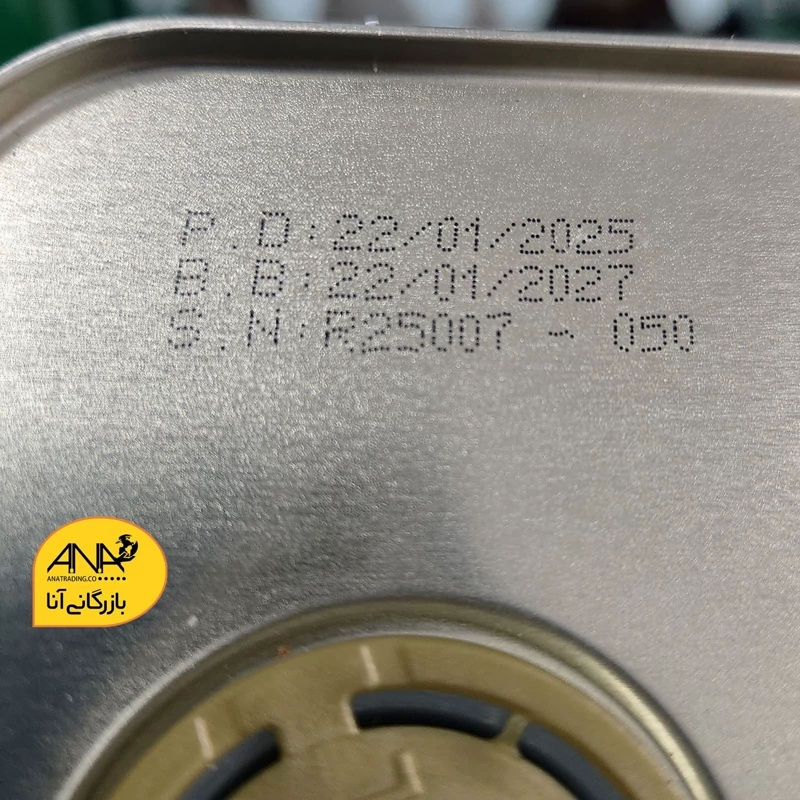 P.D:22/01/2025
B.B:22/01/2027
S.N:R25007 - 050
ANA
ANATRADING.CO
بازرگانی آنا